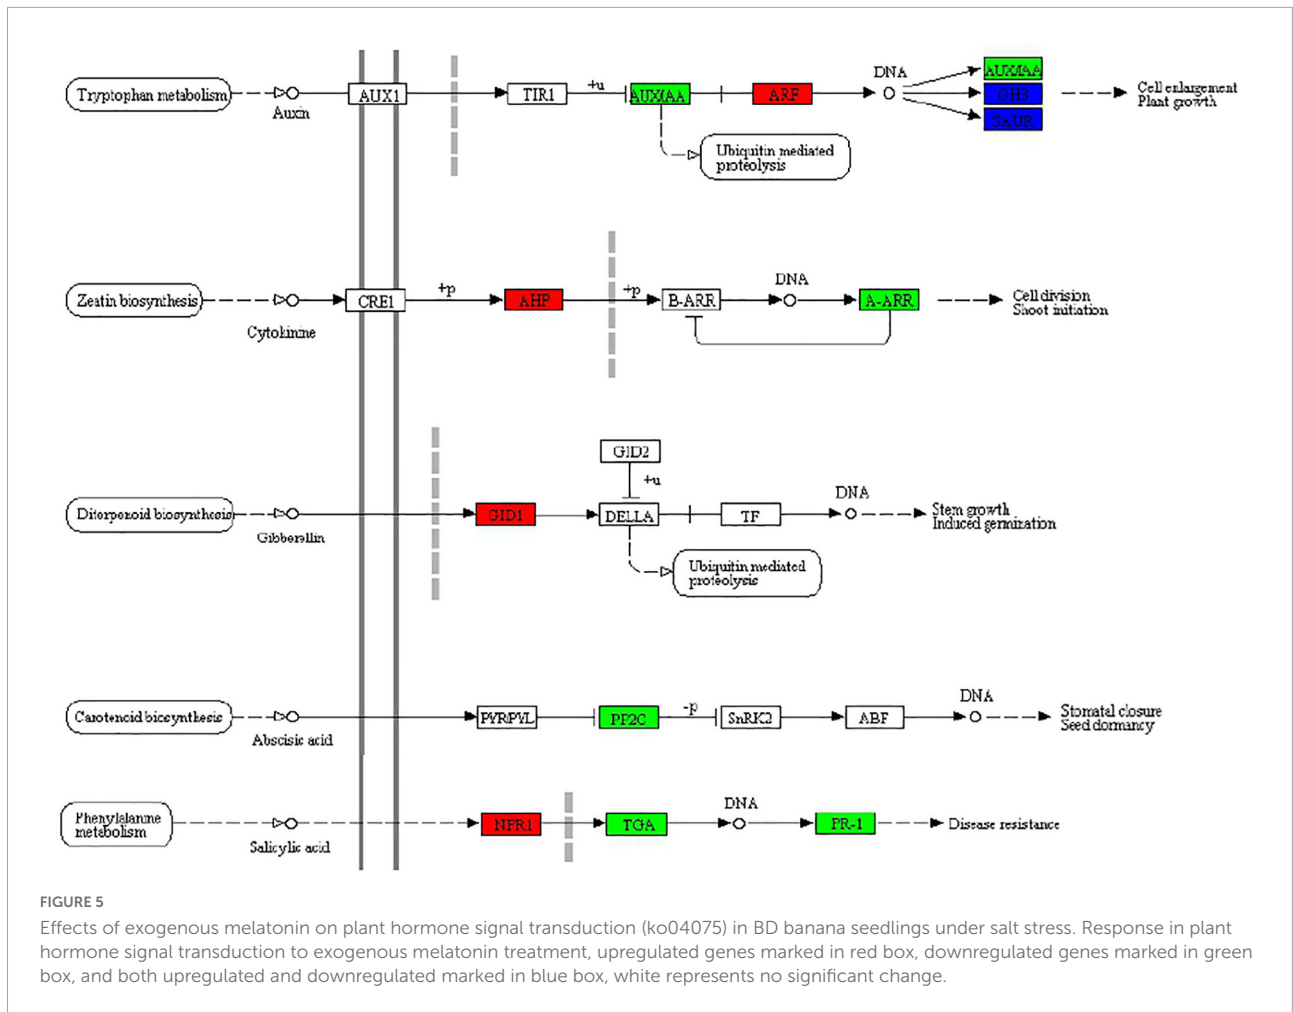 Tryptophan metabolism
Auxin
AUX1
TIR1
+u
AUX/IAA
ARF
DNA
AUX/IAA
GH3
SAUR
Cell enlargement
Plant growth
Ubiquitin mediated
proteolysis
Zeatin biosynthesis
Cytokinine
CRE1
+p
AHP
+p
B-ARR
DNA
A-ARR
Cell division
Shoot initiation
GID2
+u
Diterpenoid biosynthesis
Gibberellin
GID1
DELLA
TF
DNA
Stem growth
Induced germination
Ubiquitin mediated
proteolysis
Carotenoid biosynthesis
Abscisic acid
PYR/PYL
PP2C
-p
SnRK2
ABF
DNA
Stomatal closure
Seed dormancy
Phenylalanine
metabolism
Salicylic acid
NPR1
TGA
DNA
PR-1
Disease resistance
FIGURE 5
Effects of exogenous melatonin on plant hormone signal transduction (ko04075) in BD banana seedlings under salt stress. Response in plant
hormone signal transduction to exogenous melatonin treatment, upregulated genes marked in red box, downregulated genes marked in green
box, and both upregulated and downregulated marked in blue box, white represents no significant change.